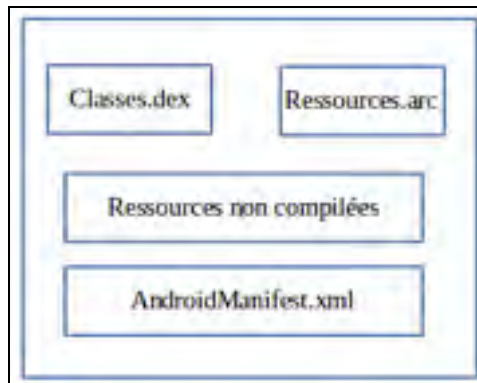 Classes.dex
Ressources.arc
Ressources non compilées
AndroidManifest.xml